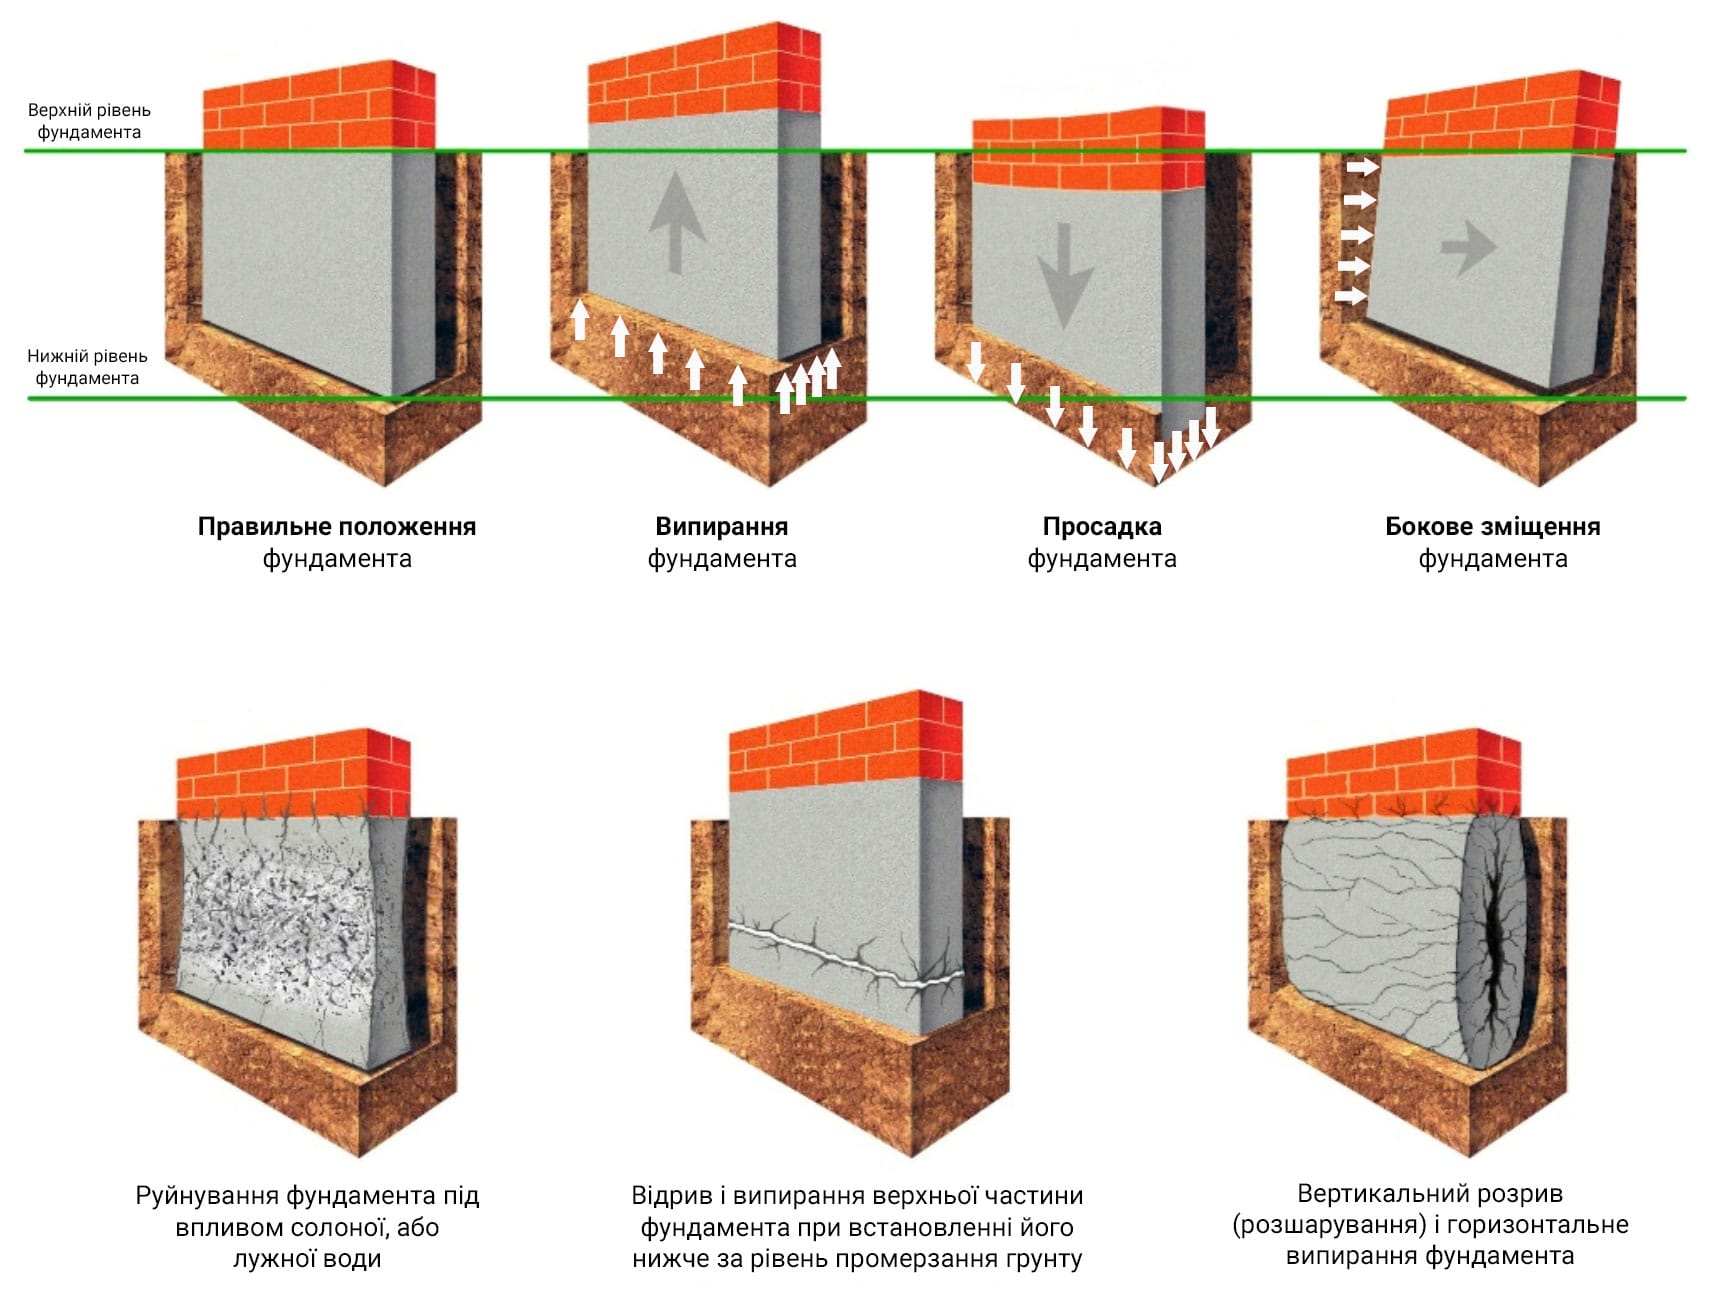 Верхній рівень
фундамента
Нижній рівень
фундамента
Правильне положення
фундамента
Випирання
фундамента
Просадка
фундамента
Бокове зміщення
фундамента
Руйнування фундамента під
впливом солоної, або
лужної води
Відрив і випирання верхньої частини
фундамента при встановленні його
нижче за рівень промерзання грунту
Вертикальний розрив
(розшарування) і горизонтальне
випирання фундамента